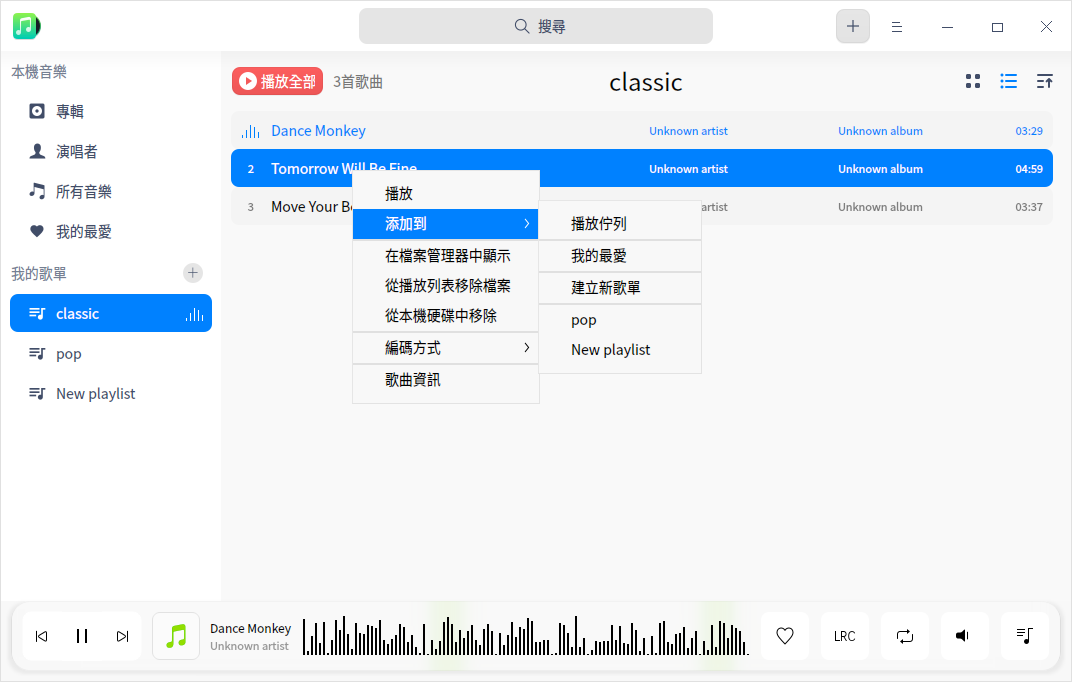 搜尋
本機音樂
專輯
演唱者
所有音樂
我的最愛
我的歌單
classic
pop
New playlist
播放全部
3首歌曲
classic
Dance Monkey Unknown artist Unknown album 03:29
2 Tomorrow Will Be Fine Unknown artist Unknown album 04:59
3 Move Your B artist Unknown album 03:37
播放
添加到
在檔案管理器中顯示
從播放列表移除檔案
從本機硬碟中移除
編碼方式
歌曲資訊
播放佇列
我的最愛
建立新歌單
pop
New playlist
Dance Monkey
Unknown artist
LRC